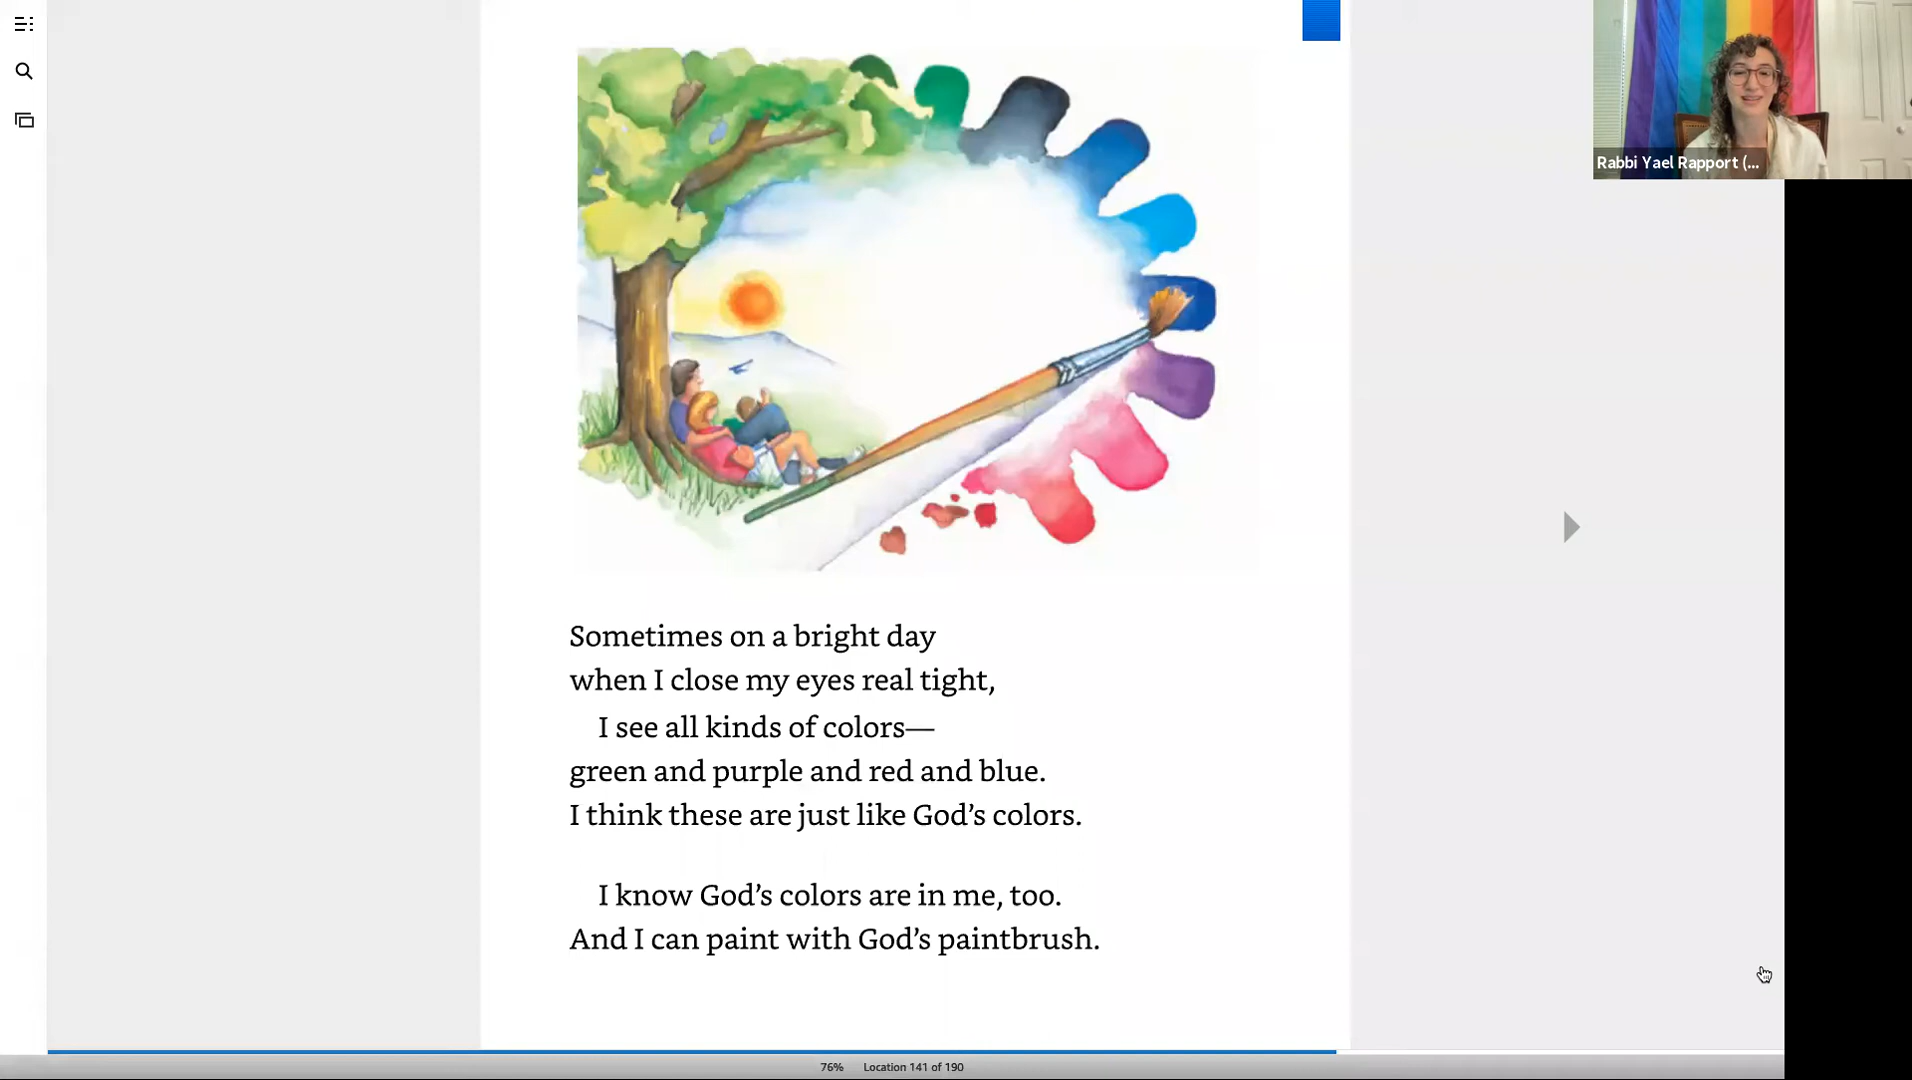 Rabbi Yael Rapport (...
Sometimes on a bright day
when I close my eyes real tight,
I see all kinds of colors—
green and purple and red and blue.
I think these are just like God’s colors.
I know God’s colors are in me, too.
And I can paint with God’s paintbrush.
76% Location 141 of 190